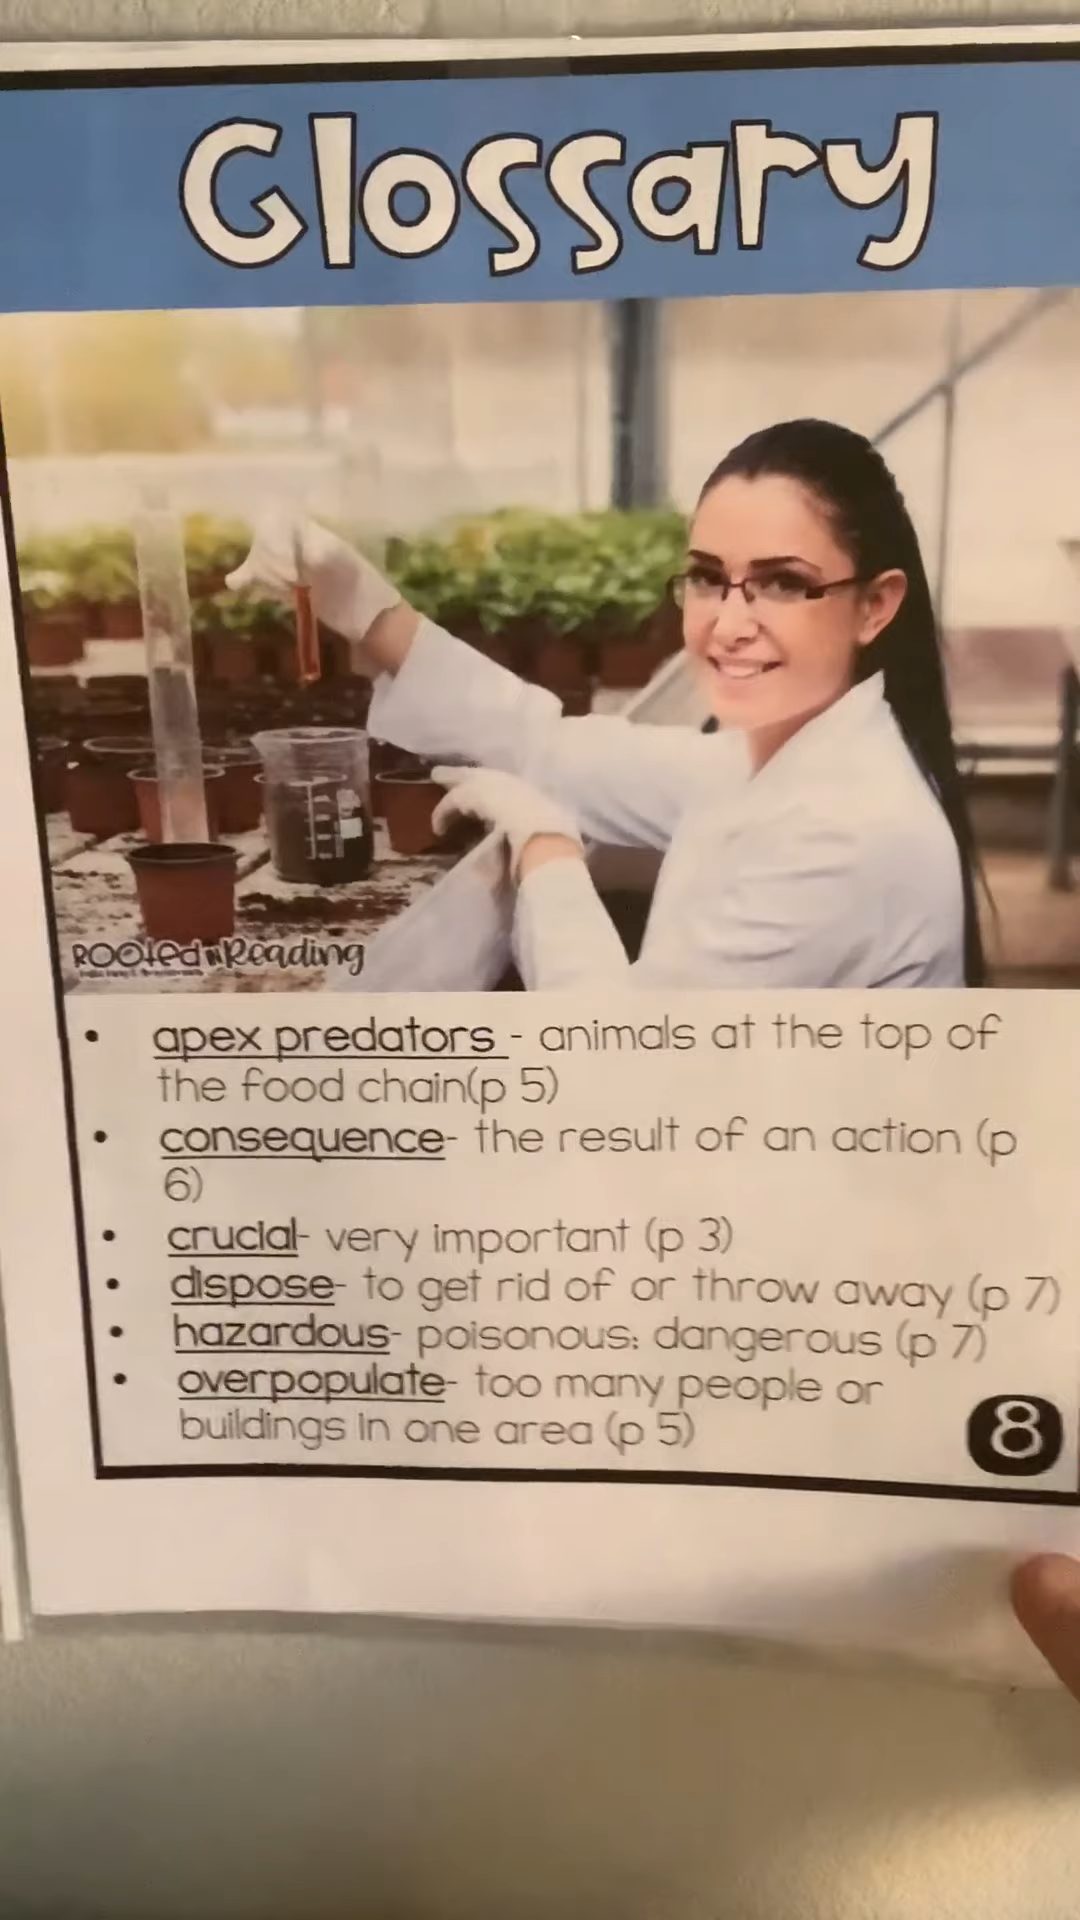 Glossary
Rooted in Reading
• apex predators - animals at the top of
the food chain(p 5)
• consequence- the result of an action (p
6)
• crucial- very important (p 3)
• dispose- to get rid of or throw away (p 7)
• hazardous- poisonous; dangerous (p 7)
• overpopulate- too many people or
buildings in one area (p 5)
8